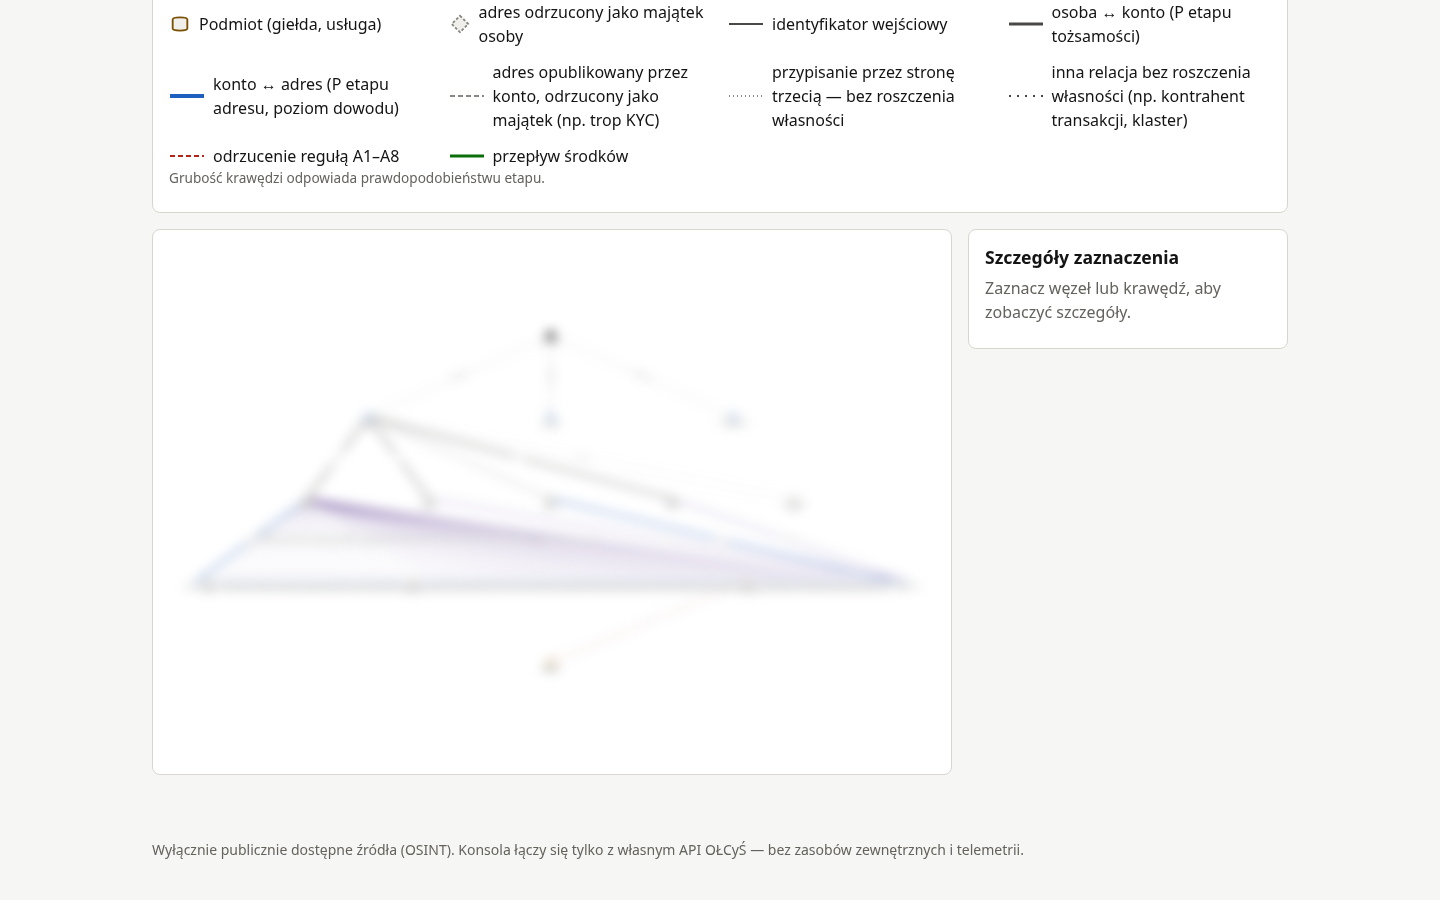 Podmiot (giełda, usługa)
adres odrzucony jako majątek
osoby
identyfikator wejściowy
osoba ↔ konto (P etapu
tożsamości)
konto ↔ adres (P etapu
adresu, poziom dowodu)
adres opublikowany przez
konto, odrzucony jako
majątek (np. trop KYC)
przypisanie przez stronę
trzecią — bez roszczenia
własności
inna relacja bez roszczenia
własności (np. kontrahent
transakcji, klaster)
odrzucenie regułą A1–A8
przepływ środków
Grubość krawędzi odpowiada prawdopodobieństwu etapu.
Szczegóły zaznaczenia
Zaznacz węzeł lub krawędź, aby
zobaczyć szczegóły.
Wyłącznie publicznie dostępne źródła (OSINT). Konsola łączy się tylko z własnym API OŁCyŚ — bez zasobów zewnętrznych i telemetrii.